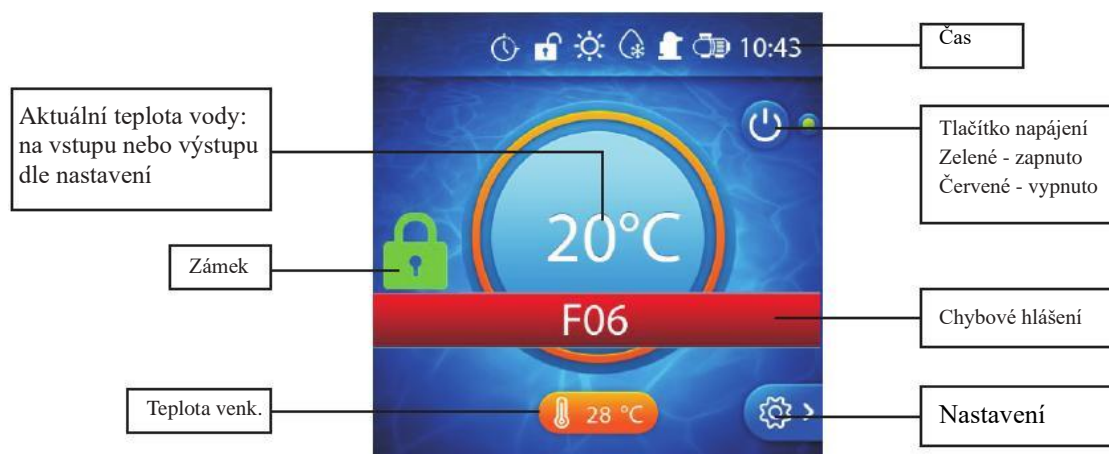 10:43
Čas
Aktuální teplota vody:
na vstupu nebo výstupu
dle nastavení
Tlačítko napájení
Zelené - zapnuto
Červené - vypnuto
20°C
Zámek
F06
Chybové hlášení
Teplota venk.
28 °C
Nastavení